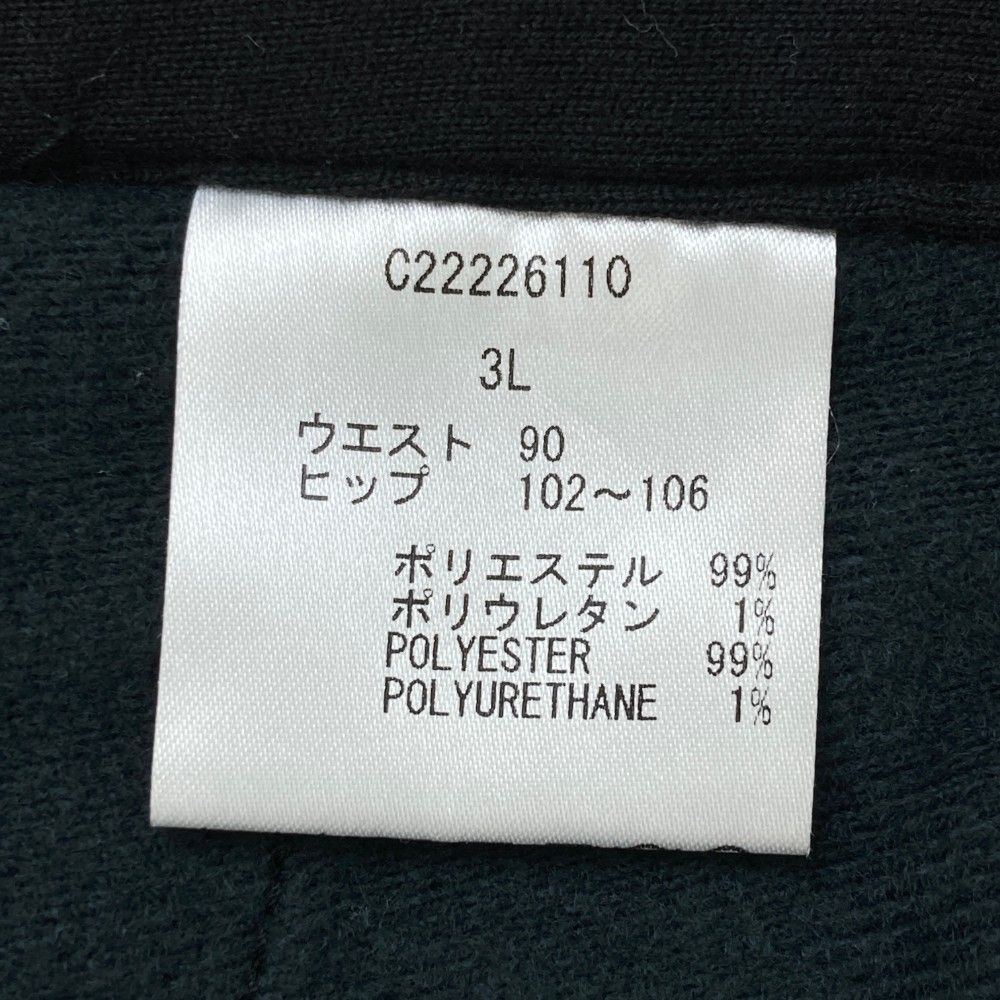 C22226110
3L
ウエスト 90
ヒップ 102～106
ポリエステル 99%
ポリウレタン 1%
POLYESTER 99%
POLYURETHANE 1%